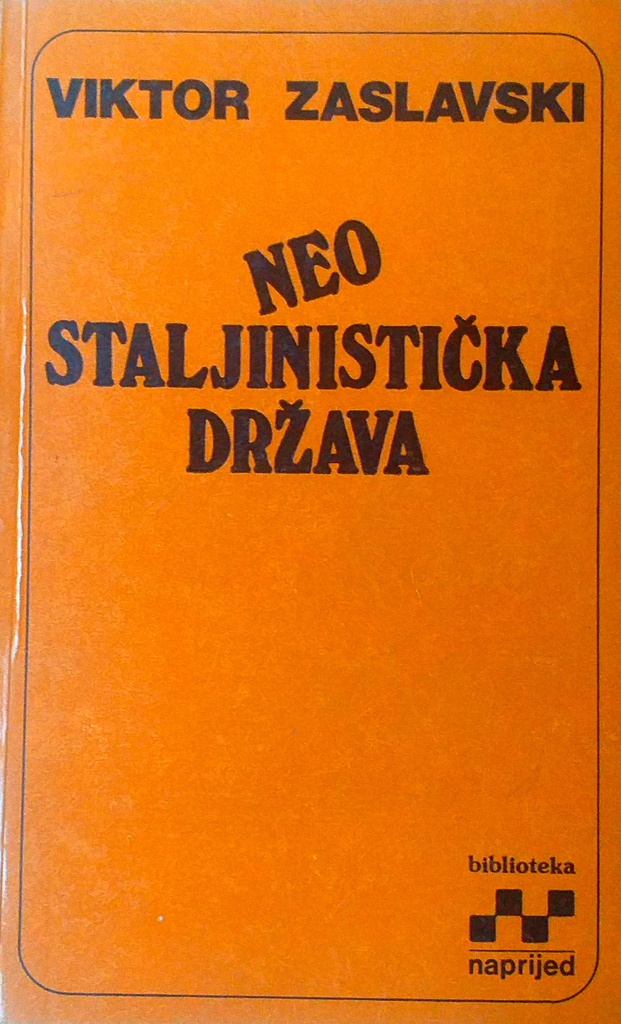 VIKTOR ZASLAVSKI
NEO
STALJINISTIČKA
DRŽAVA
biblioteka
naprijed